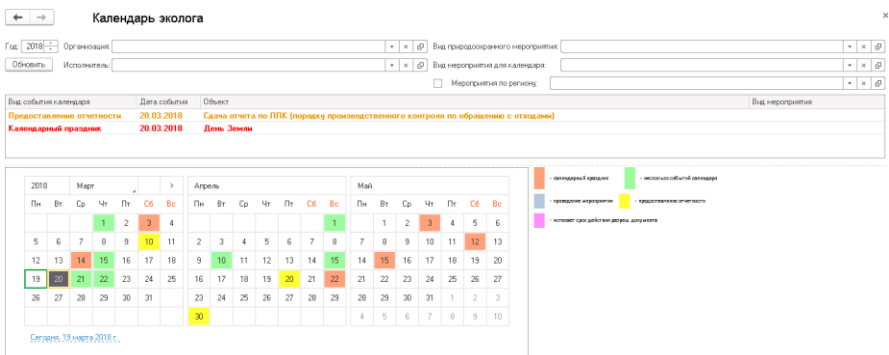 Календарь эколога
Год: 2018 Организация: Вид природоохранного мероприятия:
Обновить Исполнитель: Вид мероприятия для календаря:
Мероприятия по региону:
Вид события календаря Дата события Объект Вид мероприятия
Предоставление отчетности 20.03.2018 Сдача отчета по ППК (порядку производственного контроля по обращению с отходами)
Календарный праздник 20.03.2018 День Земли
2018 Март Апрель Май
Пн Вт Ср Чт Пт Сб Вс Пн Вт Ср Чт Пт Сб Вс Пн Вт Ср Чт Пт Сб Вс
1 2 3 4 1 1 2 3 4 5 6
5 6 7 8 9 10 11 2 3 4 5 6 7 8 7 8 9 10 11 12 13
12 13 14 15 16 17 18 9 10 11 12 13 14 15 14 15 16 17 18 19 20
19 20 21 22 23 24 25 16 17 18 19 20 21 22 21 22 23 24 25 26 27
26 27 28 29 30 31 23 24 25 26 27 28 29 28 29 30 31 1 2 3
30 4 5 6 7 8 9 10
Сегодня, 19 марта 2018 г.
- календарный праздник - несколько событий календаря
- проведение мероприятия - предоставление отчетности
- истекает срок действия разреш. документа